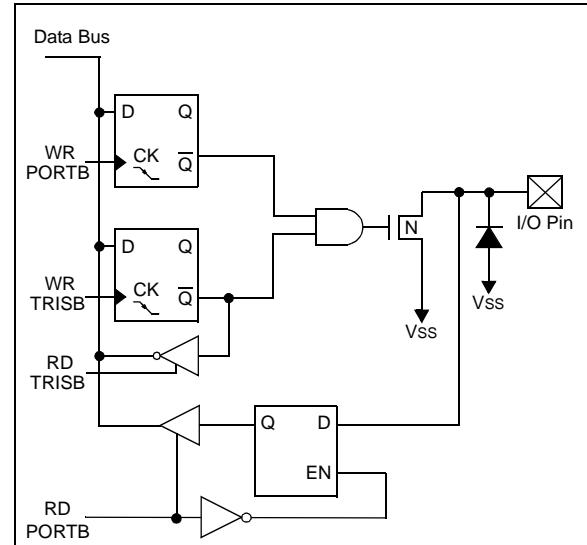 Data Bus
D Q
WR
PORTB
CK
Q̅
N
I/O Pin
D Q
WR
TRISB
CK
Q̅
VSS
VSS
RD
TRISB
Q D
EN
RD
PORTB